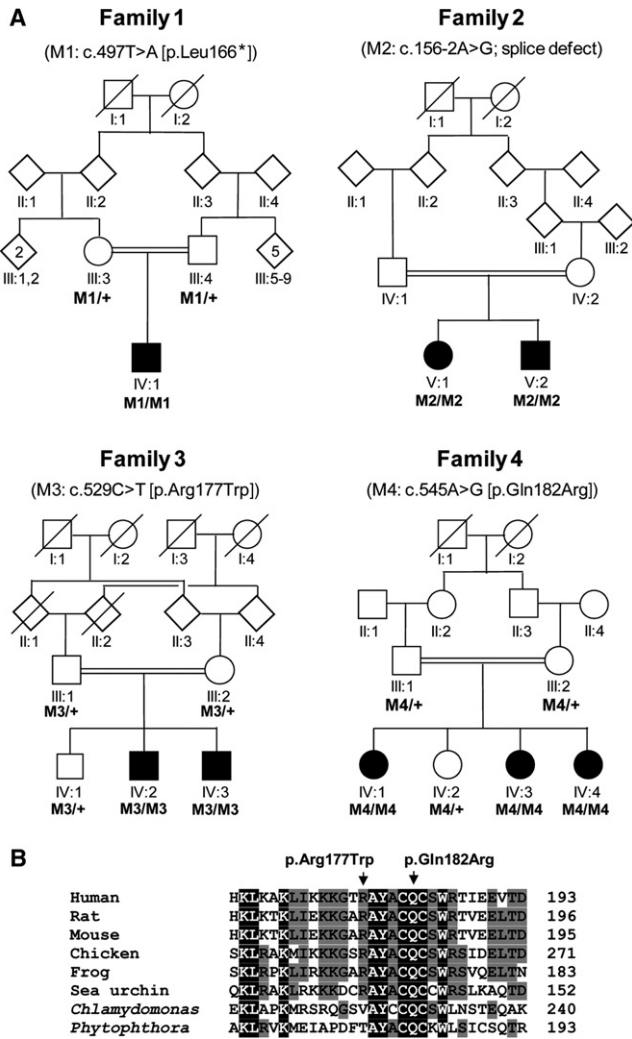 A
Family 1
(M1: c.497T>A [p.Leu166*])
I:1 I:2
II:1 II:2 II:3 II:4
2 5
III:1,2 III:3 III:4 III:5-9
M1/+ M1/+
IV:1
M1/M1
Family 2
(M2: c.156-2A>G; splice defect)
I:1 I:2
II:1 II:2 II:3 II:4
III:1 III:2
IV:1 IV:2
V:1 V:2
M2/M2 M2/M2
Family 3
(M3: c.529C>T [p.Arg177Trp])
I:1 I:2 I:3 I:4
II:1 II:2 II:3 II:4
III:1 III:2
M3/+ M3/+
IV:1 IV:2 IV:3
M3/+ M3/M3 M3/M3
Family 4
(M4: c.545A>G [p.Gln182Arg])
I:1 I:2
II:1 II:2 II:3 II:4
III:1 III:2
M4/+ M4/+
IV:1 IV:2 IV:3 IV:4
M4/M4 M4/+ M4/M4 M4/M4
B
p.Arg177Trp p.Gln182Arg
Human HKLKAKLIKKKGTRAYACQCSWRTIEEVTD 193
Rat HKLKTKLIEKKGARAYACQCSWRTVEELTD 196
Mouse HKLKTKLIEKKGARAYACQCSWRTVEELTD 195
Chicken SKLRAKMIKKKGSRAYACQCSWRSIDELTD 271
Frog SKLRPKLIRKKGARAYACQCSWRSVQELTN 183
Sea urchin QKLRAKLRKKKDCRAYACQCCWRSLKAQTD 152
Chlamydomonas EKLAPKMRSRQGSVAYCCQCSWLNSTEQAK 240
Phytophthora AKLRVKMEIAPDFTAYACQCKWLSICSQTR 193